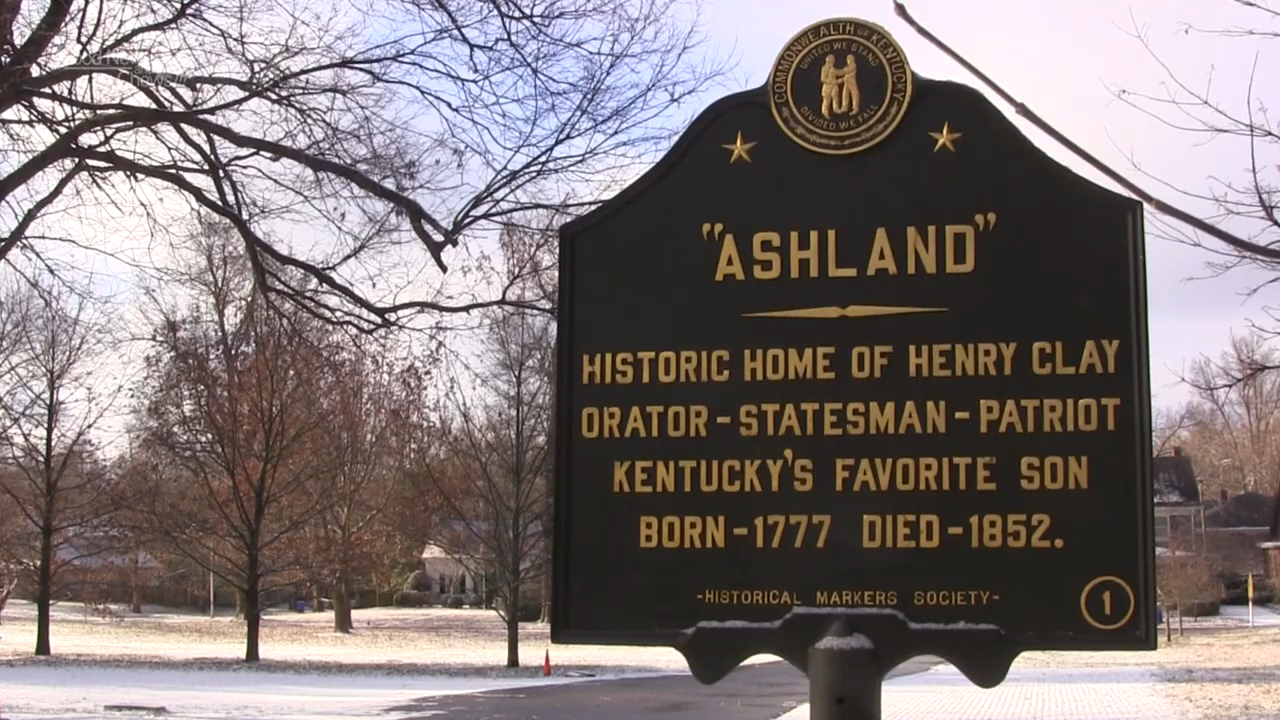 COMMONWEALTH OF KENTUCKY
UNITED WE STAND
DIVIDED WE FALL
"ASHLAND"
HISTORIC HOME OF HENRY CLAY
ORATOR-STATESMAN-PATRIOT
KENTUCKY'S FAVORITE SON
BORN-1777 DIED-1852.
-HISTORICAL MARKERS SOCIETY-
1